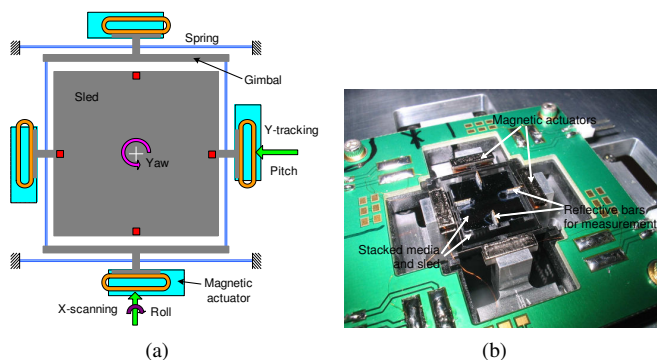 Spring
Gimbal
Sled
Y-tracking
Yaw
Pitch
Magnetic
actuator
X-scanning
Roll
(a)
Magnetic actuators
Reflective bars
for measurement
Stacked media
and sled
(b)